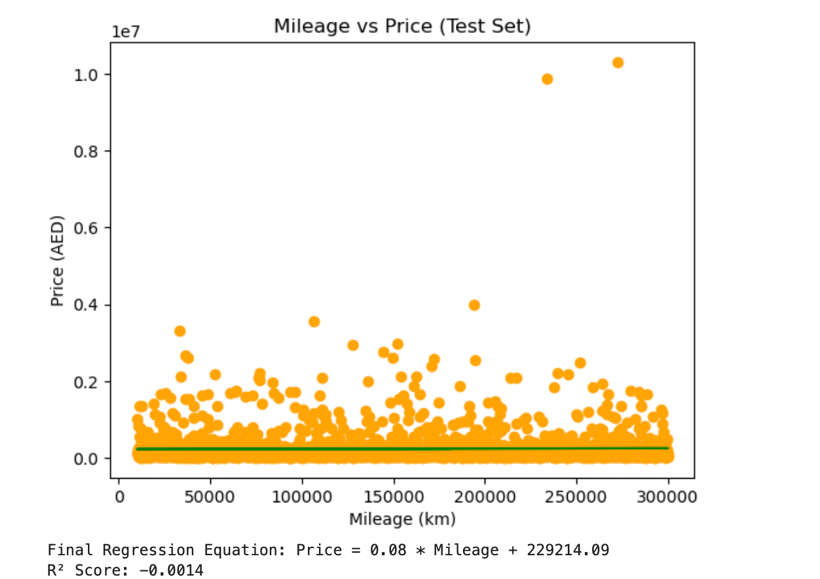 Mileage vs Price (Test Set)
1e7
1.0
0.8
0.6
0.4
0.2
0.0
Price (AED)
0 50000 100000 150000 200000 250000 300000
Mileage (km)
Final Regression Equation: Price = 0.08 * Mileage + 229214.09
R² Score: -0.0014